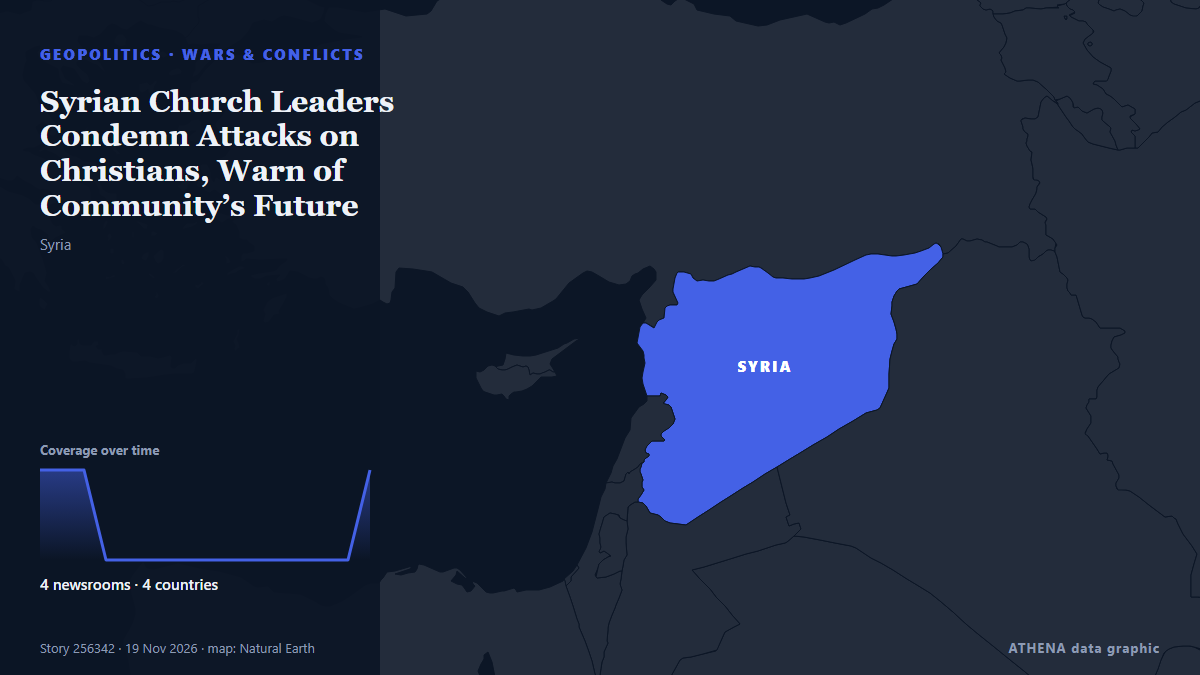 GEOPOLITICS · WARS & CONFLICTS
Syrian Church Leaders
Condemn Attacks on
Christians, Warn of
Community’s Future
Syria
SYRIA
Coverage over time
4 newsrooms · 4 countries
Story 256342 · 19 Nov 2026 · map: Natural Earth
ATHENA data graphic